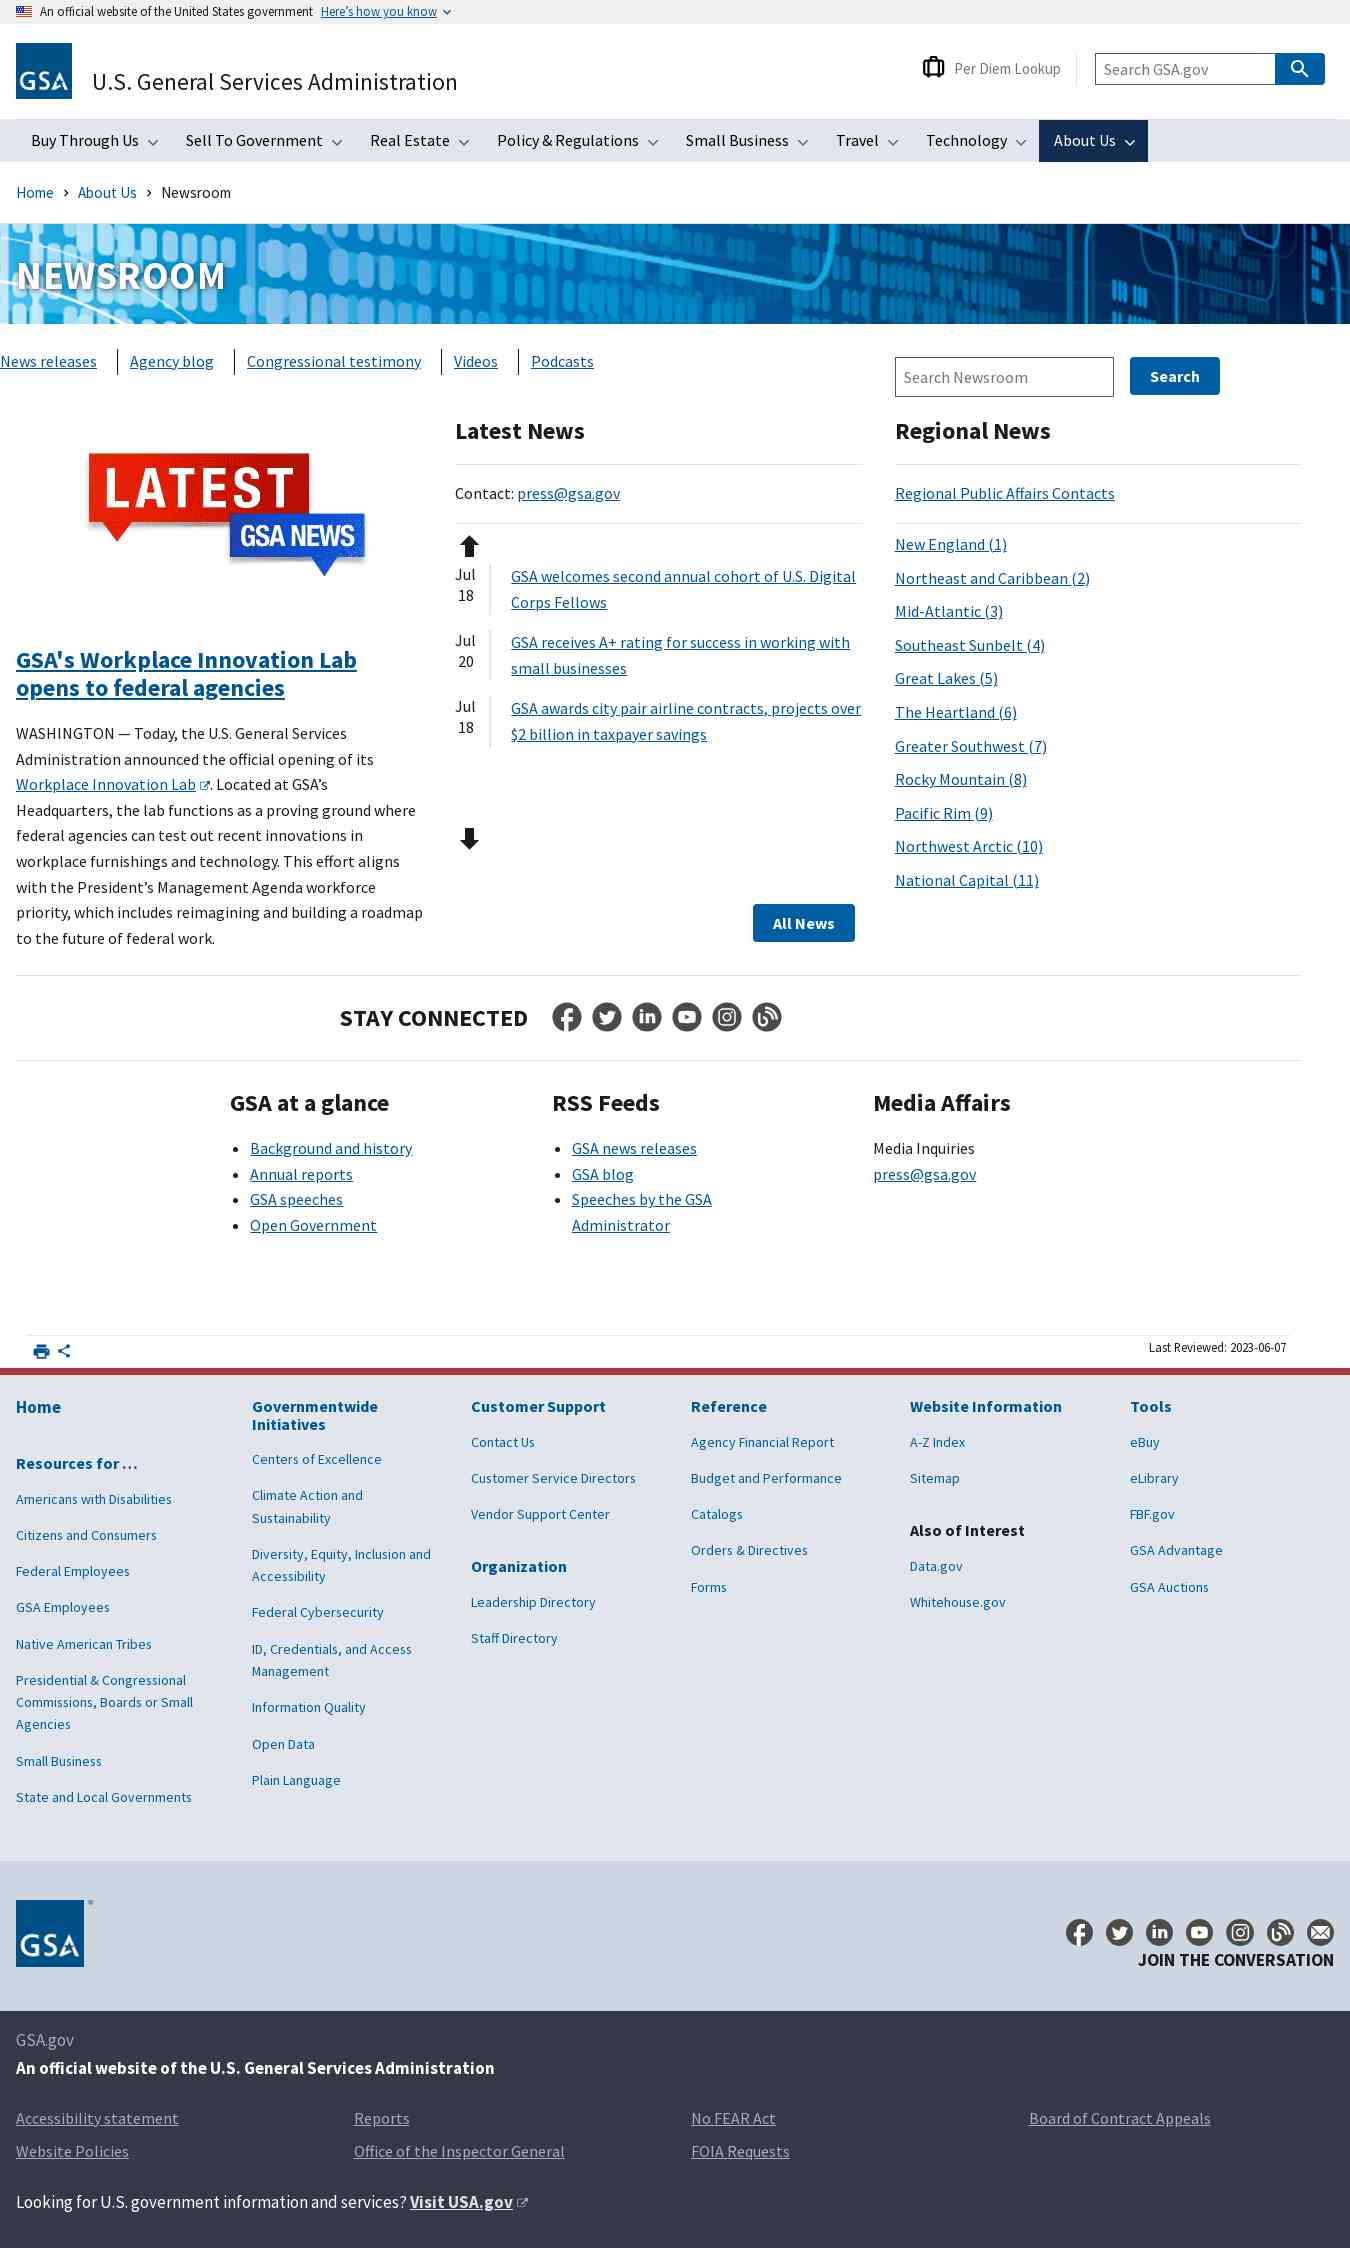 An official website of the United States government Here’s how you know
GSA
U.S. General Services Administration
Per Diem Lookup
Search GSA.gov
Buy Through Us
Sell To Government
Real Estate
Policy & Regulations
Small Business
Travel
Technology
About Us
Home
About Us
Newsroom
NEWSROOM
News releases
Agency blog
Congressional testimony
Videos
Podcasts
Search Newsroom
Search
LATEST
GSA NEWS
GSA's Workplace Innovation Lab
opens to federal agencies
WASHINGTON — Today, the U.S. General Services
Administration announced the official opening of its
Workplace Innovation Lab. Located at GSA’s
Headquarters, the lab functions as a proving ground where
federal agencies can test out recent innovations in
workplace furnishings and technology. This effort aligns
with the President’s Management Agenda workforce
priority, which includes reimagining and building a roadmap
to the future of federal work.
Latest News
Contact: press@gsa.gov
Jul
18
GSA welcomes second annual cohort of U.S. Digital
Corps Fellows
Jul
20
GSA receives A+ rating for success in working with
small businesses
Jul
18
GSA awards city pair airline contracts, projects over
$2 billion in taxpayer savings
All News
Regional News
Regional Public Affairs Contacts
New England (1)
Northeast and Caribbean (2)
Mid-Atlantic (3)
Southeast Sunbelt (4)
Great Lakes (5)
The Heartland (6)
Greater Southwest (7)
Rocky Mountain (8)
Pacific Rim (9)
Northwest Arctic (10)
National Capital (11)
STAY CONNECTED
GSA at a glance
Background and history
Annual reports
GSA speeches
Open Government
RSS Feeds
GSA news releases
GSA blog
Speeches by the GSA
Administrator
Media Affairs
Media Inquiries
press@gsa.gov
Last Reviewed: 2023-06-07
Home
Resources for …
Americans with Disabilities
Citizens and Consumers
Federal Employees
GSA Employees
Native American Tribes
Presidential & Congressional
Commissions, Boards or Small
Agencies
Small Business
State and Local Governments
Governmentwide
Initiatives
Centers of Excellence
Climate Action and
Sustainability
Diversity, Equity, Inclusion and
Accessibility
Federal Cybersecurity
ID, Credentials, and Access
Management
Information Quality
Open Data
Plain Language
Customer Support
Contact Us
Customer Service Directors
Vendor Support Center
Organization
Leadership Directory
Staff Directory
Reference
Agency Financial Report
Budget and Performance
Catalogs
Orders & Directives
Forms
Website Information
A-Z Index
Sitemap
Also of Interest
Data.gov
Whitehouse.gov
Tools
eBuy
eLibrary
FBF.gov
GSA Advantage
GSA Auctions
GSA
JOIN THE CONVERSATION
GSA.gov
An official website of the U.S. General Services Administration
Accessibility statement
Reports
No FEAR Act
Board of Contract Appeals
Website Policies
Office of the Inspector General
FOIA Requests
Looking for U.S. government information and services? Visit USA.gov